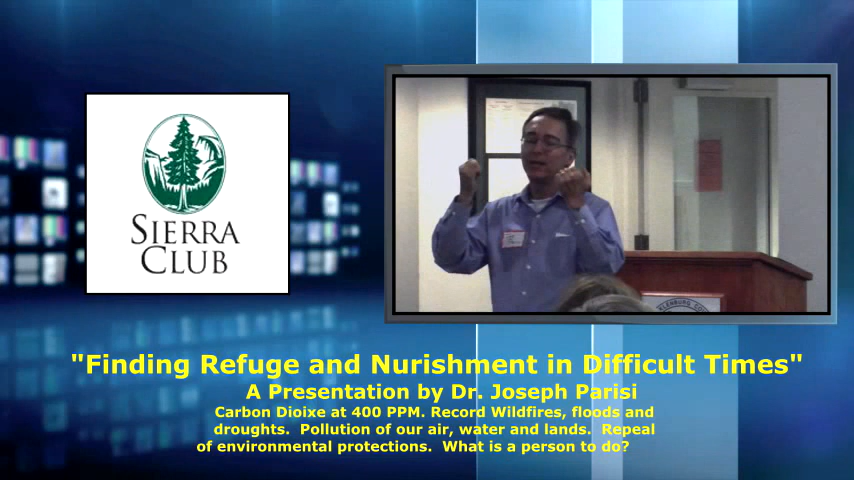 SIERRA
CLUB
KLENBURG COU
"Finding Refuge and Nurishment in Difficult Times"
A Presentation by Dr. Joseph Parisi
Carbon Dioixe at 400 PPM. Record Wildfires, floods and
droughts.  Pollution of our air, water and lands.  Repeal
of environmental protections.  What is a person to do?